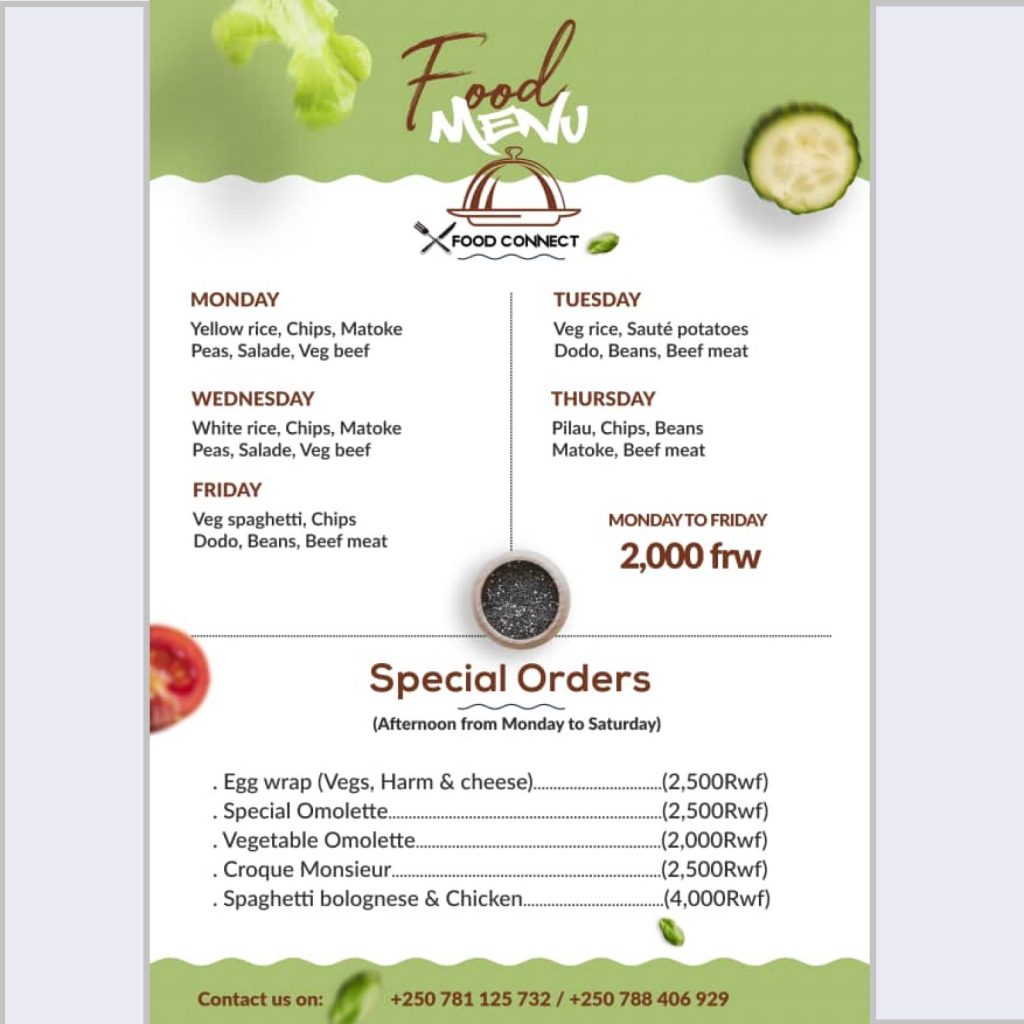 Food
MENU
FOOD CONNECT
MONDAY
Yellow rice, Chips, Matoke
Peas, Salade, Veg beef
TUESDAY
Veg rice, Sauté potatoes
Dodo, Beans, Beef meat
WEDNESDAY
White rice, Chips, Matoke
Peas, Salade, Veg beef
THURSDAY
Pilau, Chips, Beans
Matoke, Beef meat
FRIDAY
Veg spaghetti, Chips
Dodo, Beans, Beef meat
MONDAY TO FRIDAY
2,000 frw
Special Orders
(Afternoon from Monday to Saturday)
. Egg wrap (Vegs, Harm & cheese)................................(2,500Rwf)
. Special Omolette....................................................................(2,500Rwf)
. Vegetable Omolette.............................................................(2,000Rwf)
. Croque Monsieur...................................................................(2,500Rwf)
. Spaghetti bolognese & Chicken...................................(4,000Rwf)
Contact us on: +250 781 125 732 / +250 788 406 929